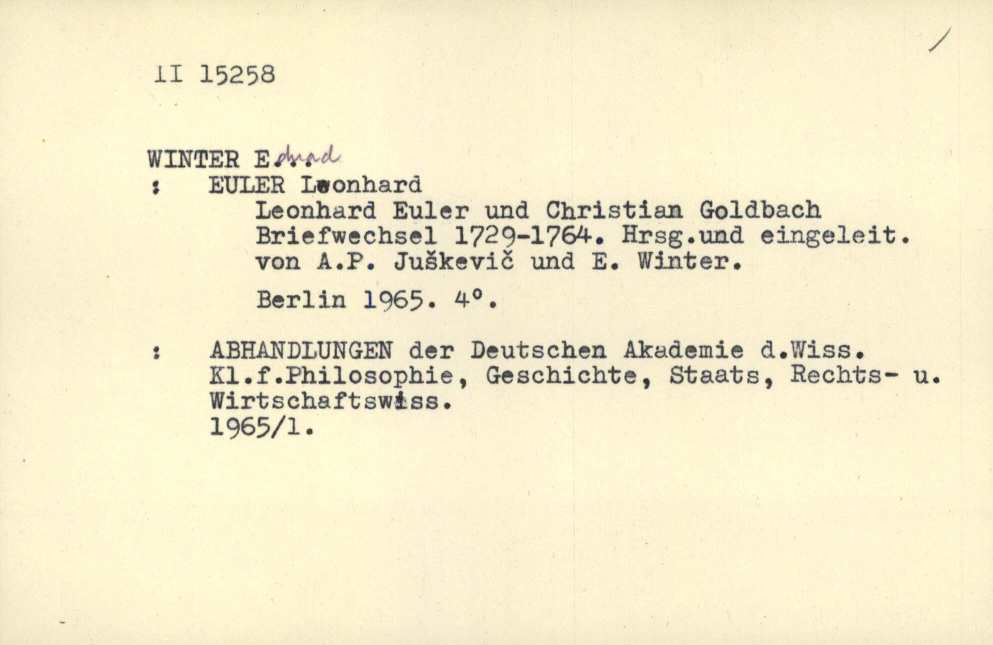 II 15258
WINTER Eduard
: EULER Leonhard
Leonhard Euler und Christian Goldbach
Briefwechsel 1729-1764. Hrsg.und eingeleit.
von A.P. Juškevič und E. Winter.
Berlin 1965. 4°.
: ABHANDLUNGEN der Deutschen Akademie d.Wiss.
Kl.f.Philosophie, Geschichte, Staats, Rechts- u.
Wirtschaftswiss.
1965/1.